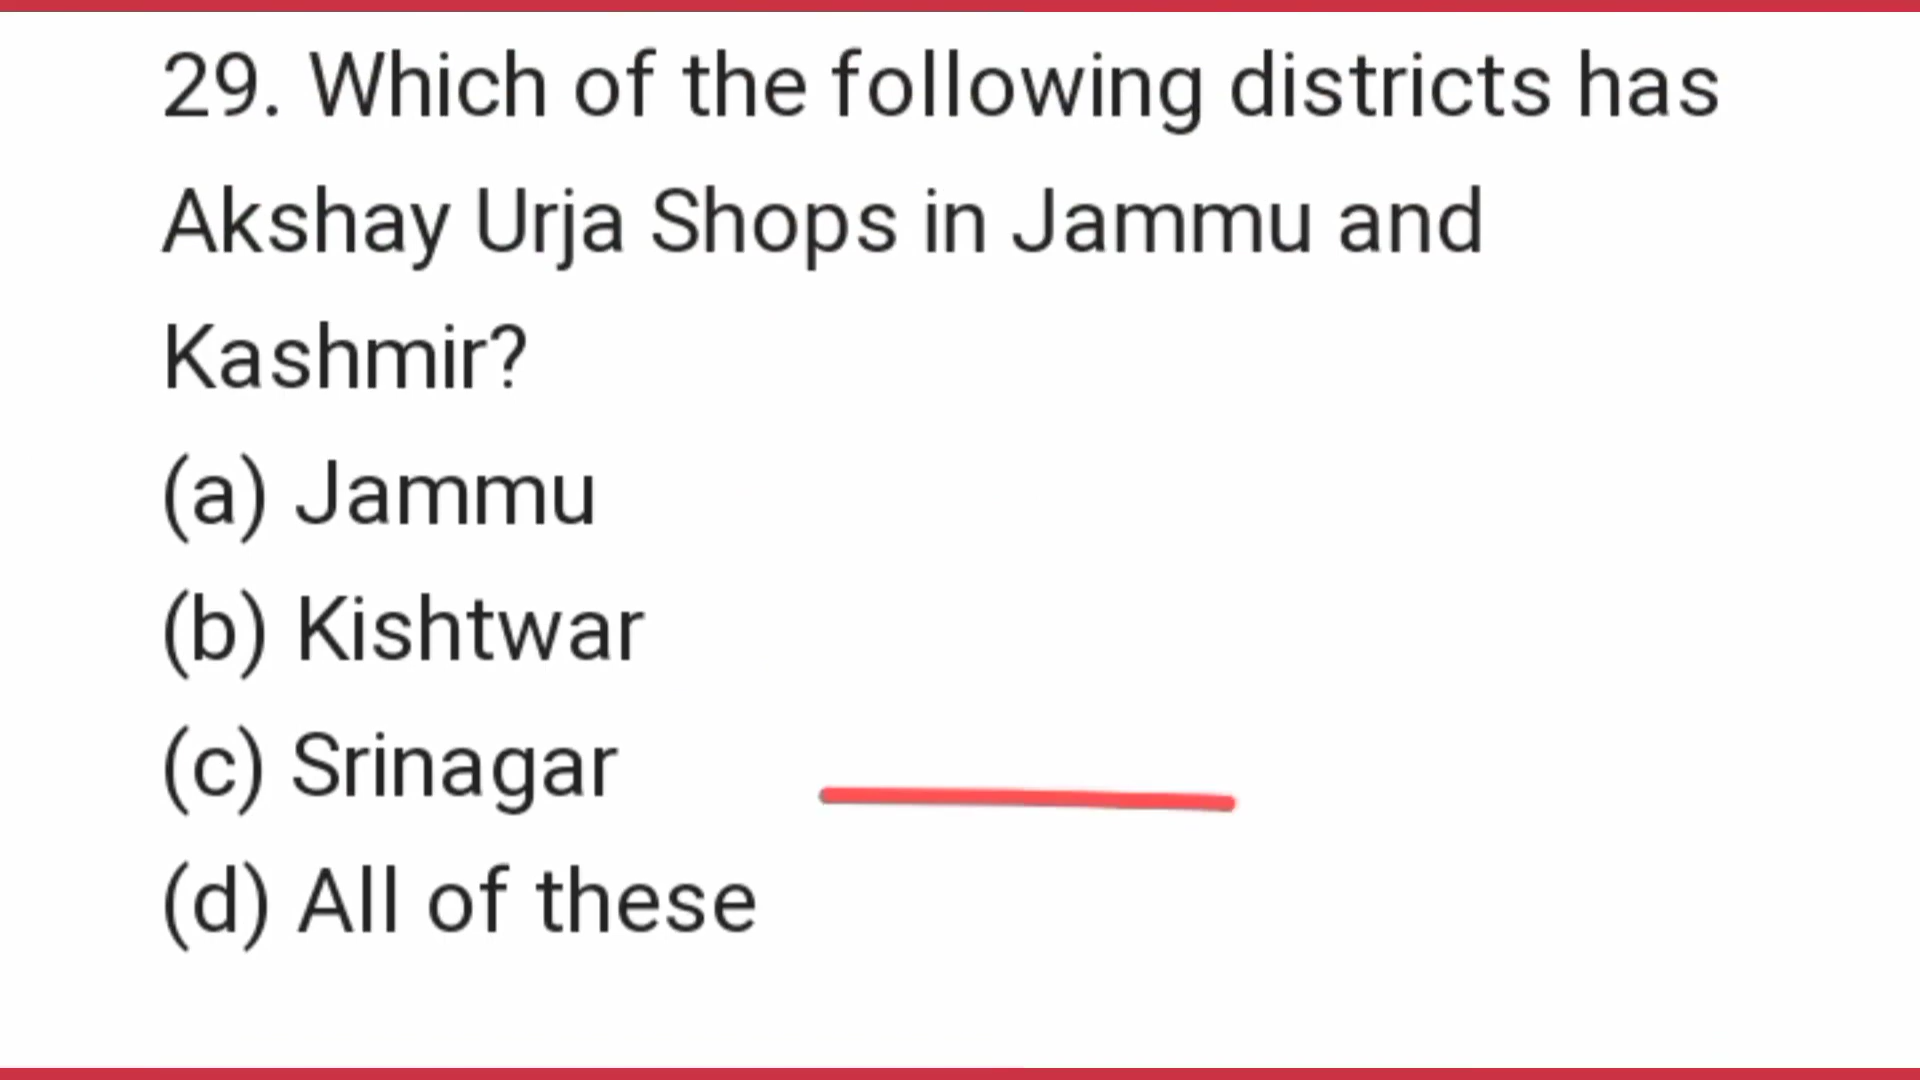 29. Which of the following districts has
Akshay Urja Shops in Jammu and
Kashmir?
(a) Jammu
(b) Kishtwar
(c) Srinagar
(d) All of these